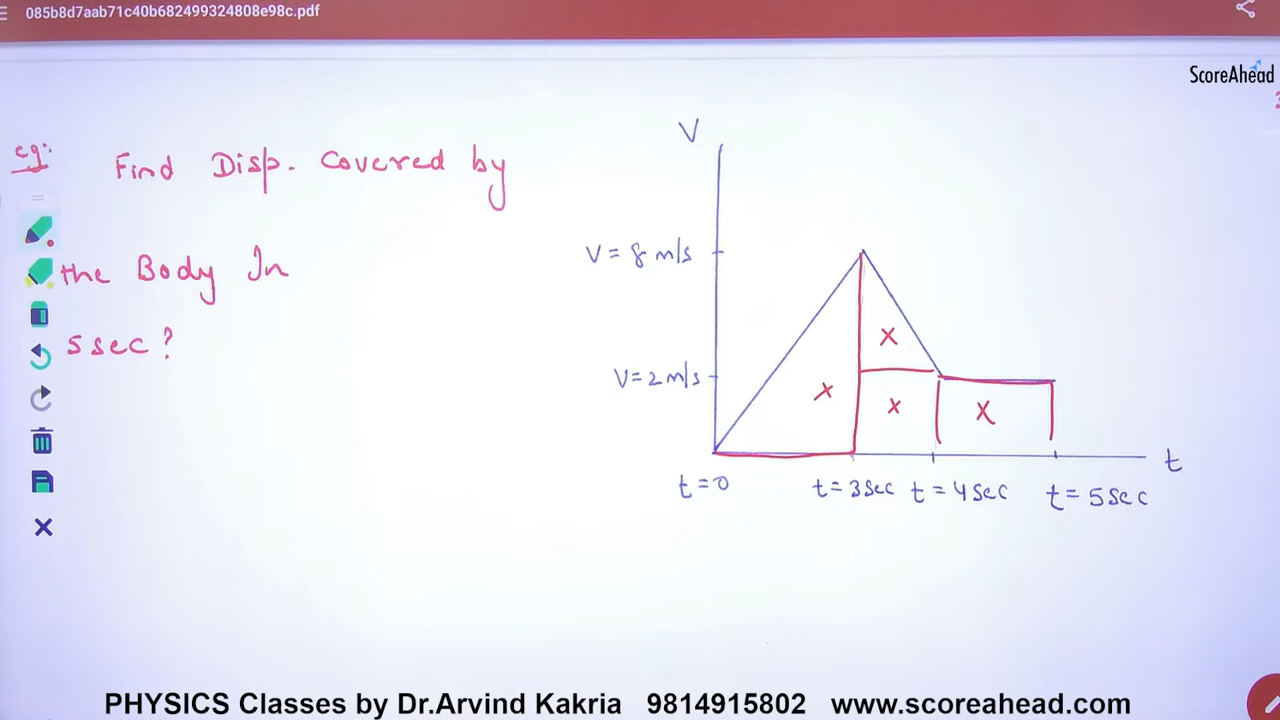 085b8d7aab71c40b682499324808e98c.pdf
ScoreAhead
eg:
Find Disp. Covered by
the Body In
5sec?
V
V = 8 m/s
V=2m/s
x
x
x
x
t
t=0
t=3Sec
t=4Sec
t=5Sec
PHYSICS Classes by Dr.Arvind Kakria 9814915802 www.scoreahead.com